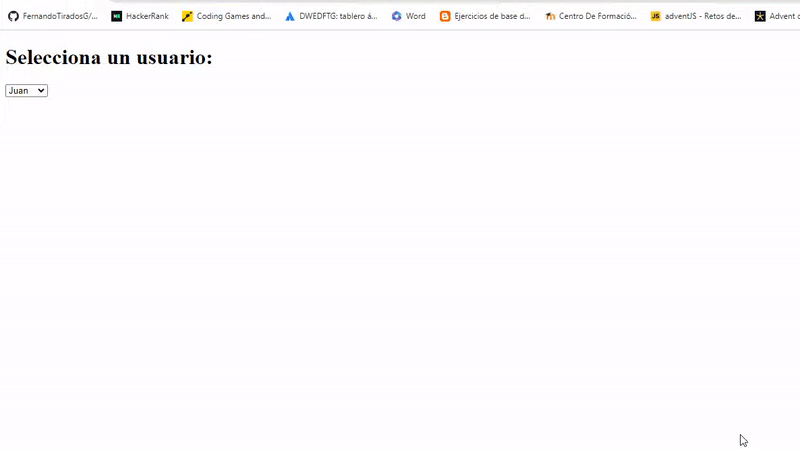 FernandoTiradosG/... HackerRank Coding Games and... DWEDFTG: tablero á... Word Ejercicios de base d... Centro De Formació... adventJS - Retos de... Advent o
Selecciona un usuario:
Juan